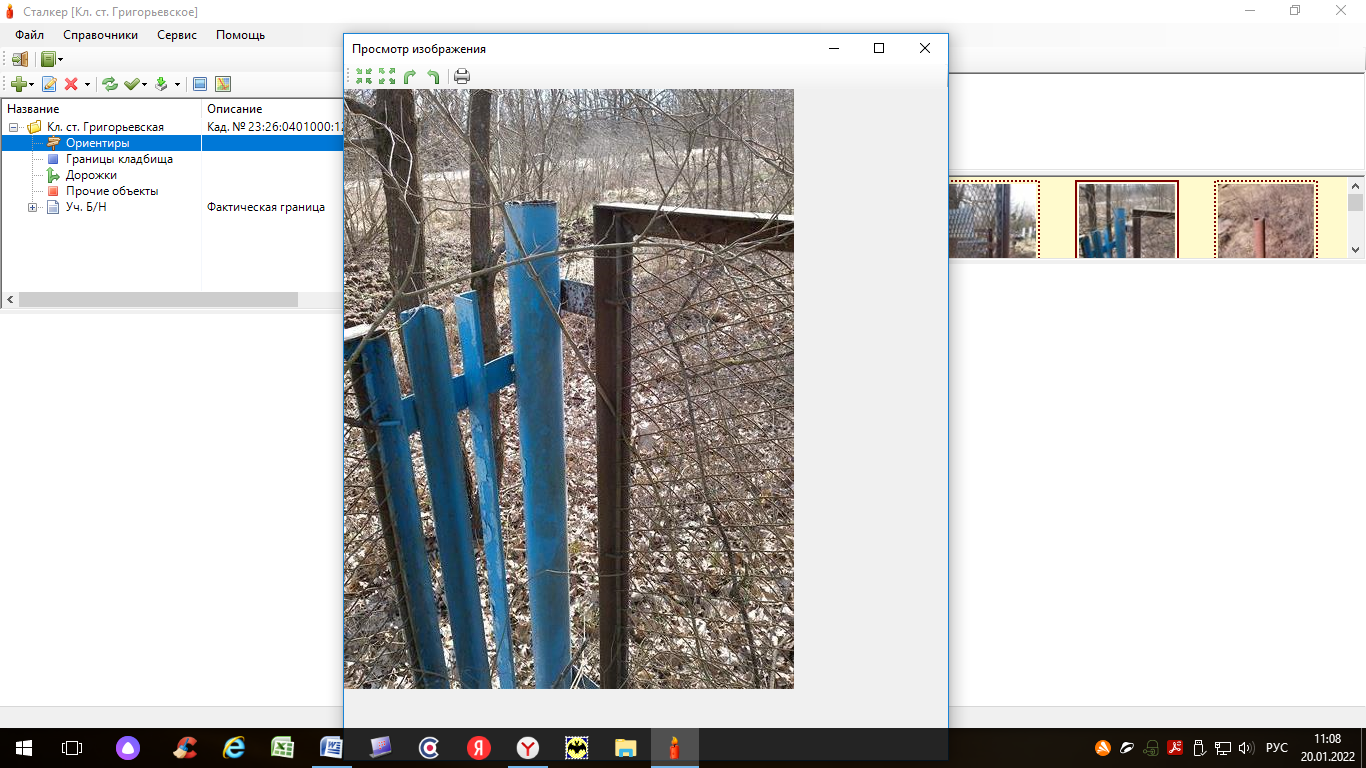 Сталкер [Кл. ст. Григорьевское]
Файл Справочники Сервис Помощь
Просмотр изображения
Название Описание
Кл. ст. Григорьевская Кад. № 23:26:0401000:1
Ориентиры
Границы кладбища
Дорожки
Прочие объекты
Уч. Б/Н Фактическая граница
РУС
11:08
20.01.2022